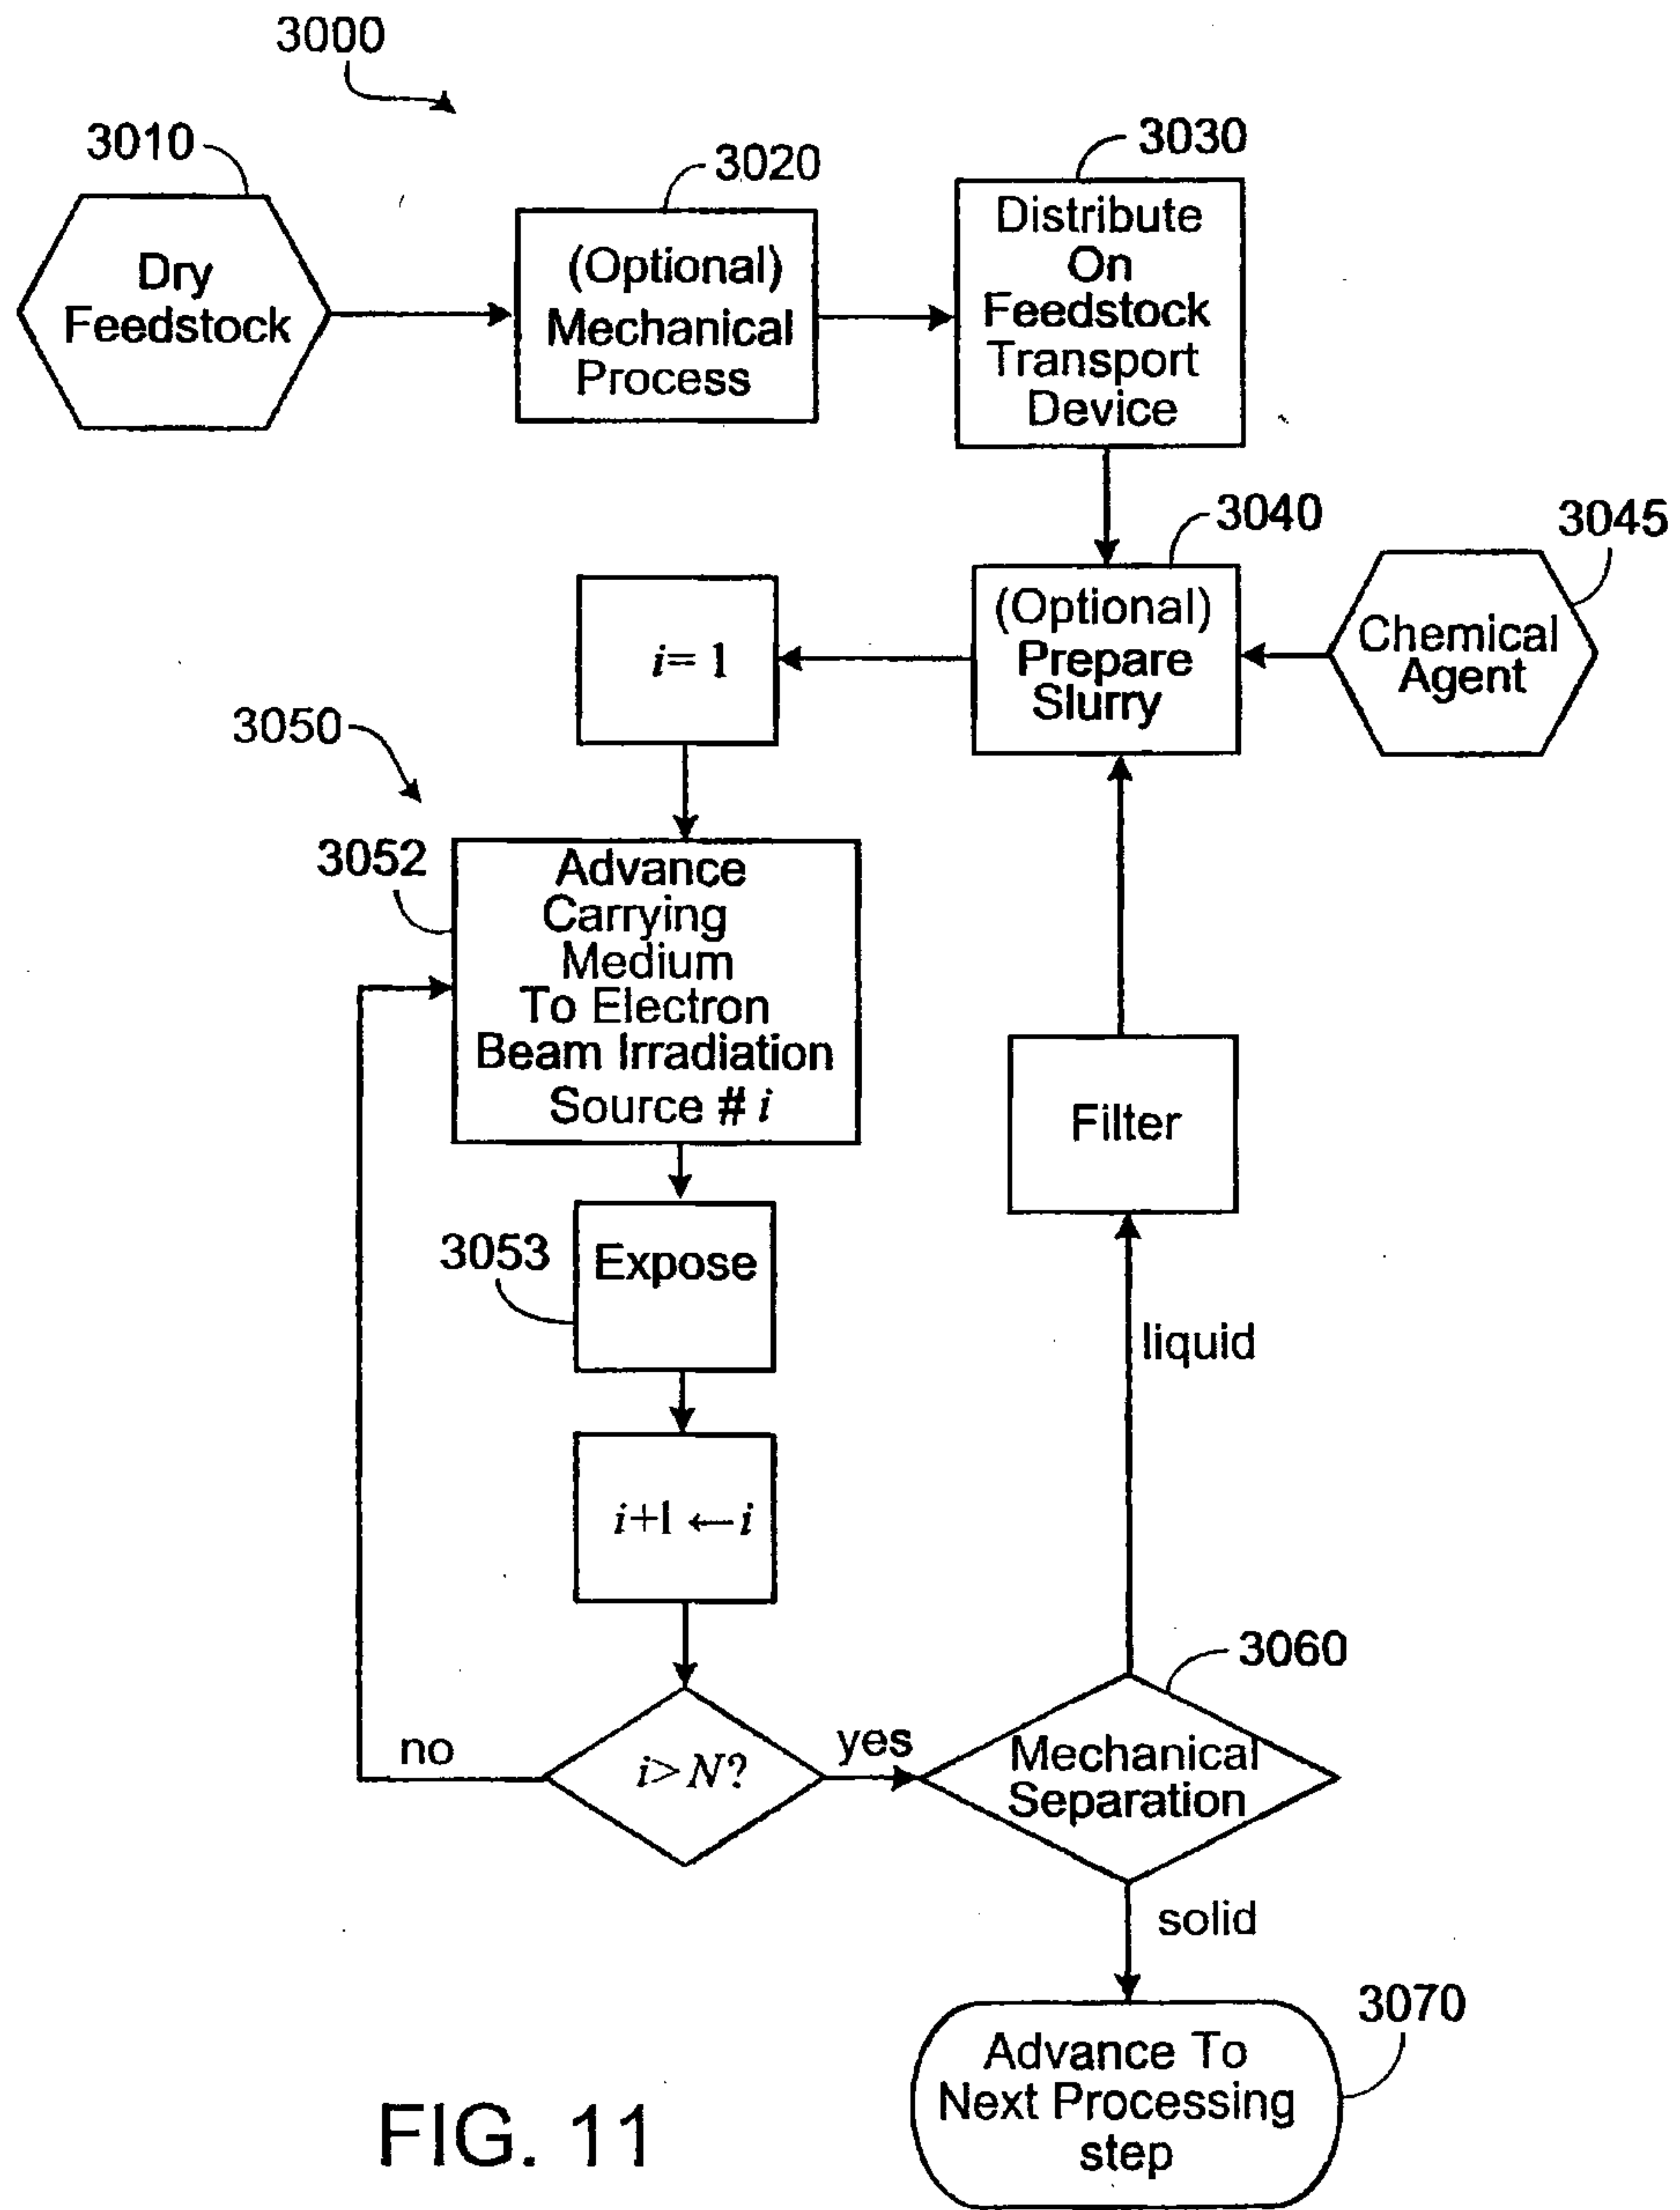 3000
3010
3020
3030
Dry
Feedstock
(Optional)
Mechanical
Process
Distribute
On
Feedstock
Transport
Device
3040
3045
i= 1
(Optional)
Prepare
Slurry
Chemical
Agent
3050
3052
Advance
Carrying
Medium
To Electron
Beam Irradiation
Source # i
Filter
3053
Expose
liquid
i+1 ←i
3060
no
i>N?
yes
Mechanical
Separation
solid
3070
Advance To
Next Processing
step
FIG. 11